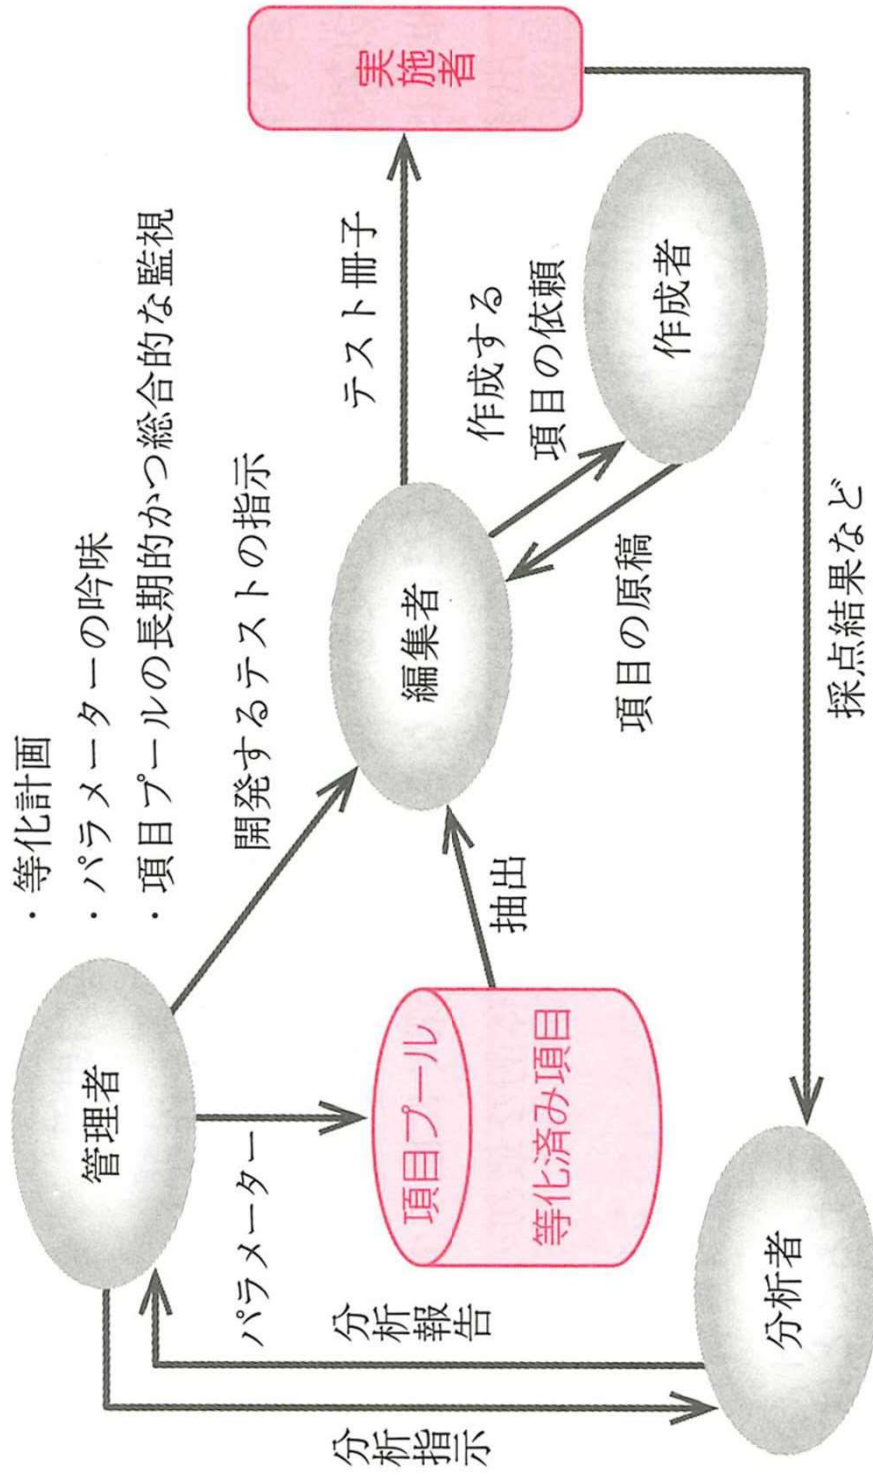 ・等化計画
・パラメーターの吟味
・項目プールの長期的かつ総合的な監視
管理者
開発するテストの指示
パラメーター
項目プール
等化済み項目
抽出
編集者
テスト冊子
実施者
作成する
項目の依頼
作成者
項目の原稿
分析報告
分析指示
分析者
採点結果など